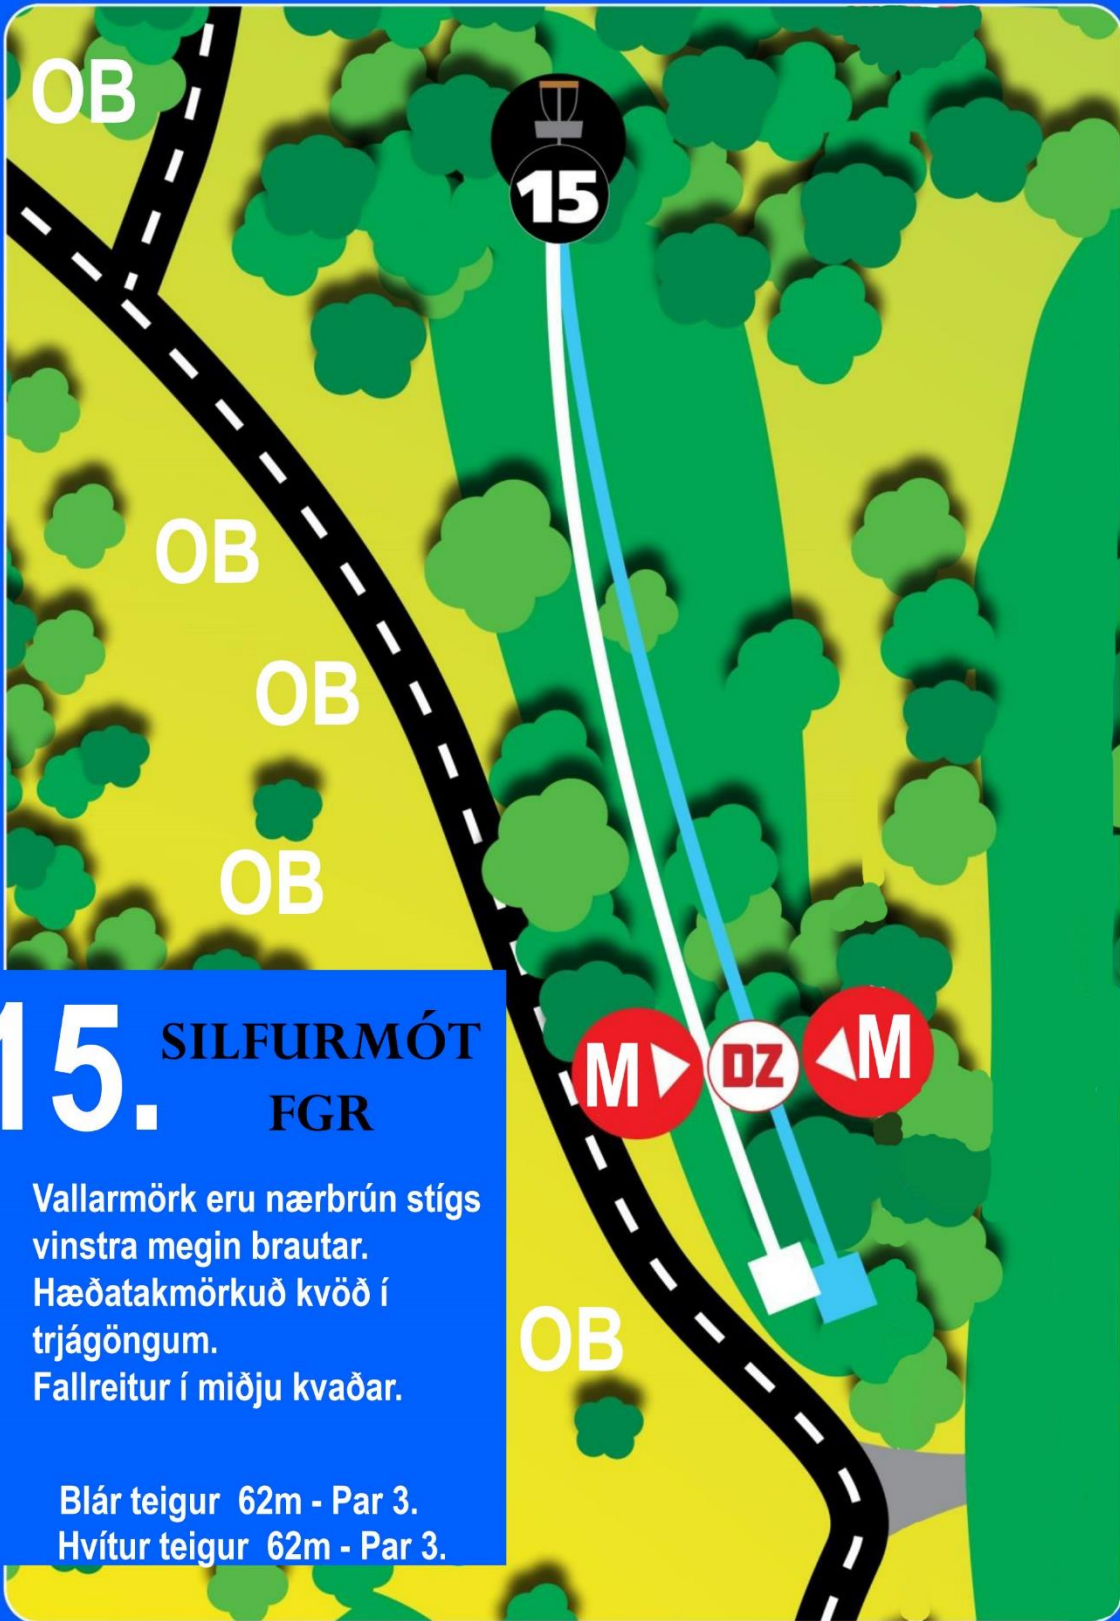 OB
15
OB
OB
OB
M
DZ
M
15.
SILFURMÓT
FGR
Vallarmörk eru nærbrún stígs
vinstra megin brautar.
Hæðatakmörkuð kvöð í
trjágöngum.
Fallreitur í miðju kvaðar.
OB
Blár teigur 62m - Par 3.
Hvítur teigur 62m - Par 3.